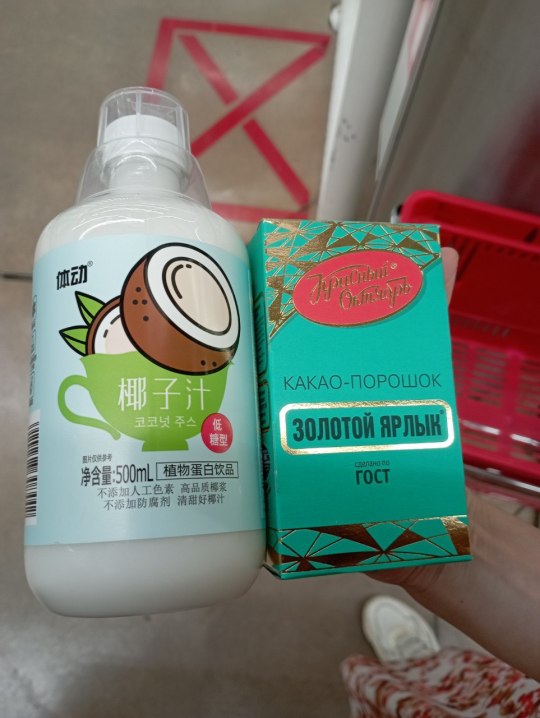 体动®
椰子汁
코코넛 주스
低
糖型
图片仅供参考
净含量:500mL
植物蛋白饮品
不添加人工色素 高品质椰浆
不添加防腐剂 清甜好椰汁
Красный
Октябрь
®
КАКАО-ПОРОШОК
ЗОЛОТОЙ ЯРЛЫК®
СДЕЛАНО ПО
ГОСТ